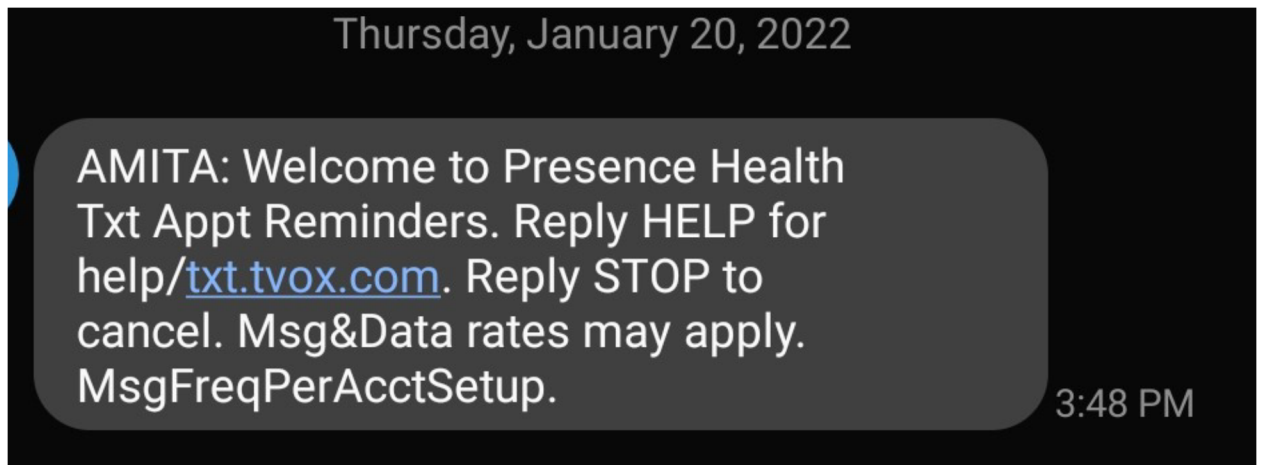 Thursday, January 20, 2022
AMITA: Welcome to Presence Health
Txt Appt Reminders. Reply HELP for
help/txt.tvox.com. Reply STOP to
cancel. Msg&Data rates may apply.
MsgFreqPerAcctSetup.
3:48 PM